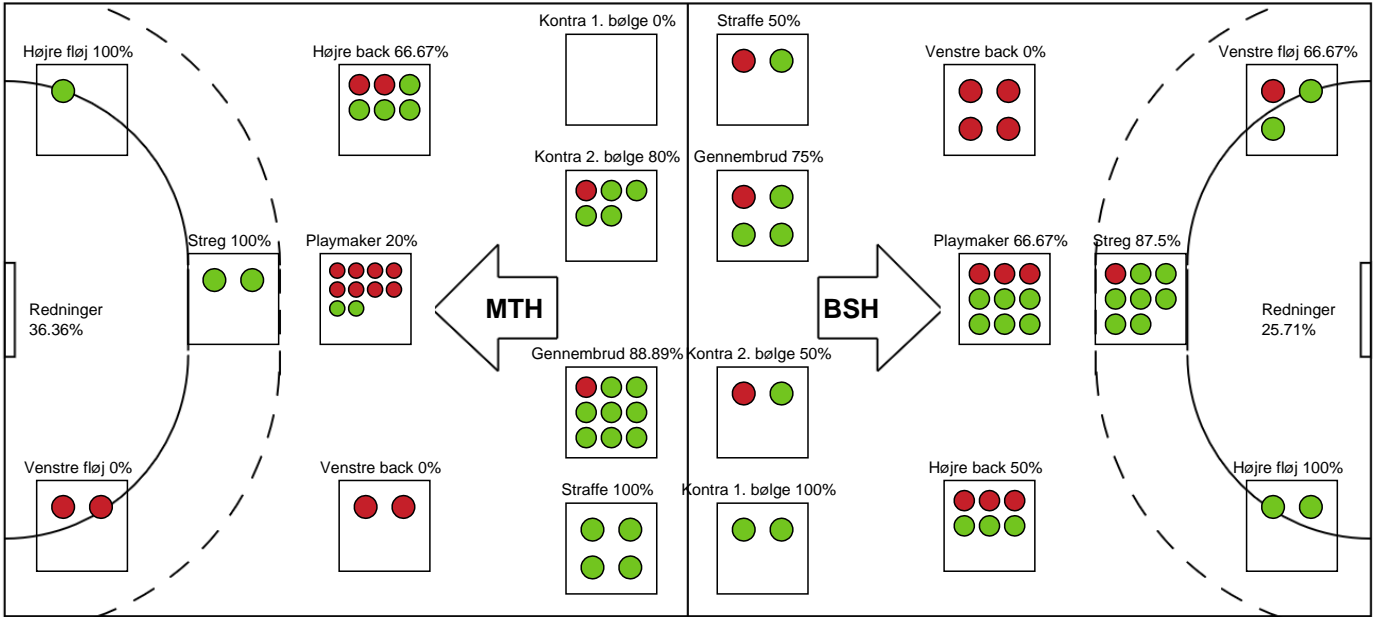 Kontra 1. bølge 0%
Straffe 50%
Højre fløj 100%
Højre back 66.67%
Venstre back 0%
Venstre fløj 66.67%
Kontra 2. bølge 80%
Gennembrud 75%
Streg 100%
Playmaker 20%
Playmaker 66.67%
Streg 87.5%
Redninger
36.36%
MTH
BSH
Redninger
25.71%
Gennembrud 88.89%
Kontra 2. bølge 50%
Venstre fløj 0%
Venstre back 0%
Højre back 50%
Højre fløj 100%
Straffe 100%
Kontra 1. bølge 100%